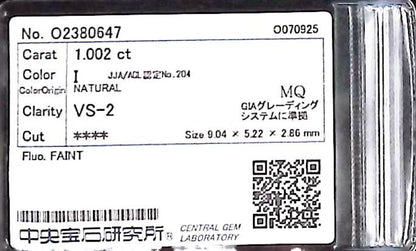 No. O2380647 O070925
Carat 1.002 ct
Color I JJA/AGL認定No.204
ColorOrigin NATURAL
MQ
Clarity VS-2 GIAグレーディング
システムに準拠
Cut **** Size 9.04 × 5.22 × 2.86 mm
Fluo. FAINT
中央宝石研究所® CENTRAL GEM
LABORATORY